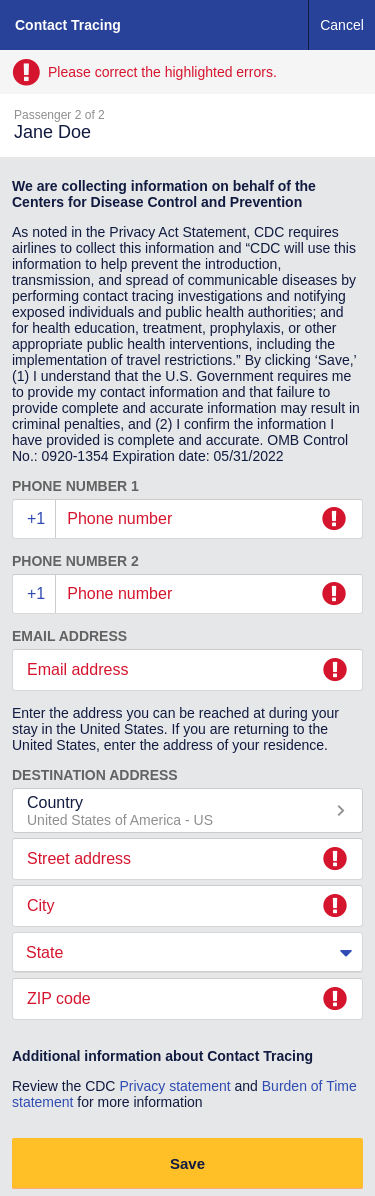 Contact Tracing
Cancel
Please correct the highlighted errors.
Passenger 2 of 2
Jane Doe
We are collecting information on behalf of the
Centers for Disease Control and Prevention
As noted in the Privacy Act Statement, CDC requires
airlines to collect this information and “CDC will use this
information to help prevent the introduction,
transmission, and spread of communicable diseases by
performing contact tracing investigations and notifying
exposed individuals and public health authorities; and
for health education, treatment, prophylaxis, or other
appropriate public health interventions, including the
implementation of travel restrictions.” By clicking ‘Save,’
(1) I understand that the U.S. Government requires me
to provide my contact information and that failure to
provide complete and accurate information may result in
criminal penalties, and (2) I confirm the information I
have provided is complete and accurate. OMB Control
No.: 0920-1354 Expiration date: 05/31/2022
PHONE NUMBER 1
+1 Phone number
PHONE NUMBER 2
+1 Phone number
EMAIL ADDRESS
Email address
Enter the address you can be reached at during your
stay in the United States. If you are returning to the
United States, enter the address of your residence.
DESTINATION ADDRESS
Country
United States of America - US
Street address
City
State
ZIP code
Additional information about Contact Tracing
Review the CDC Privacy statement and Burden of Time
statement for more information
Save